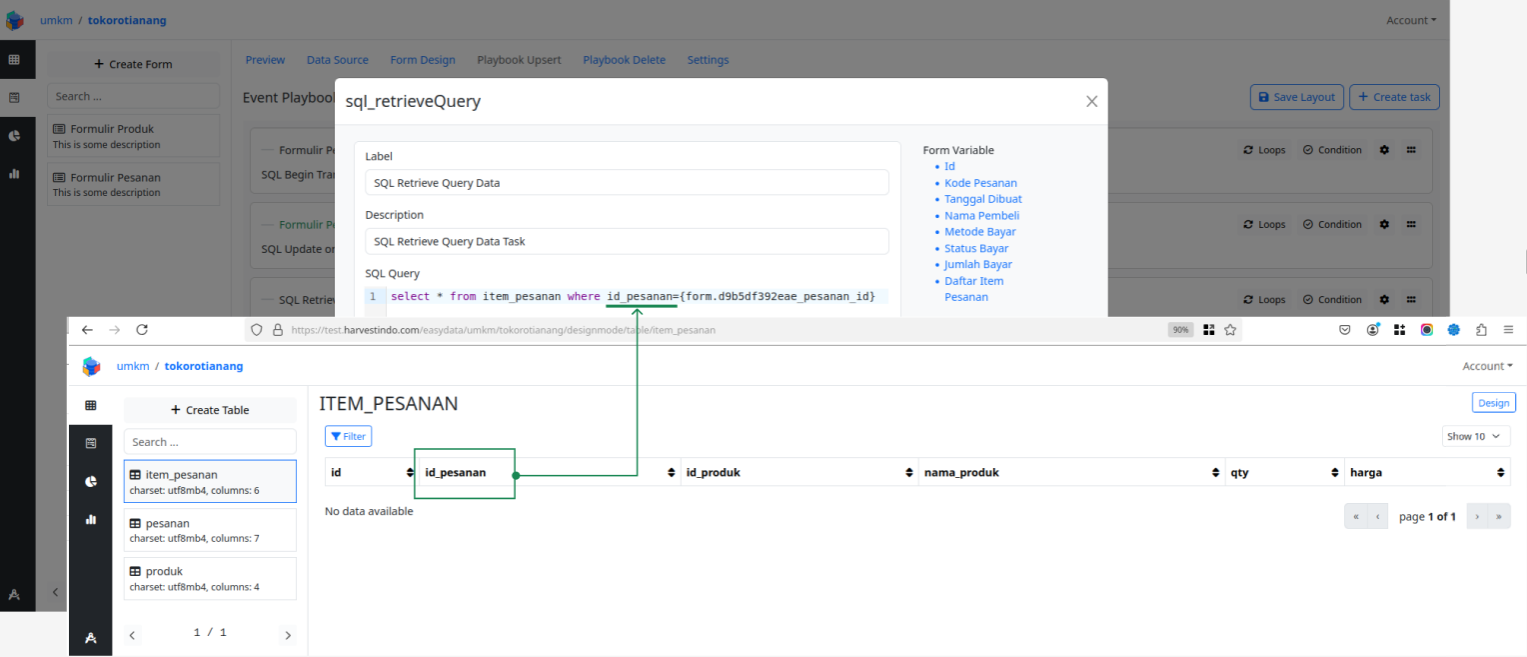 umkm / tokorotianang
Account
+ Create Form
Preview Data Source Form Design Playbook Upsert Playbook Delete Settings
Search ...
Event Playboo
Save Layout
+ Create task
Formulir Produk
This is some description
Formulir Pesanan
This is some description
Formulir Pe
Loops Condition
SQL Begin Tra
Formulir Pe
Loops Condition
SQL Update or
SQL Retriev
Loops Condition
sql_retrieveQuery
Label
SQL Retrieve Query Data
Description
SQL Retrieve Query Data Task
SQL Query
1 select * from item_pesanan where id_pesanan={form.d9b5df392eae_pesanan_id}
Form Variable
• Id
• Kode Pesanan
• Tanggal Dibuat
• Nama Pembeli
• Metode Bayar
• Status Bayar
• Jumlah Bayar
• Daftar Item
Pesanan
https://test.harvestindo.com/easydata/umkm/tokorotianang/designmode/table/item_pesanan
90%
umkm / tokorotianang
Account
+ Create Table
Search ...
item_pesanan
charset: utf8mb4, columns: 6
pesanan
charset: utf8mb4, columns: 7
produk
charset: utf8mb4, columns: 4
1 / 1
ITEM_PESANAN
Design
Filter
Show 10
id id_pesanan id_produk nama_produk qty harga
No data available
« ‹ page 1 of 1 › »